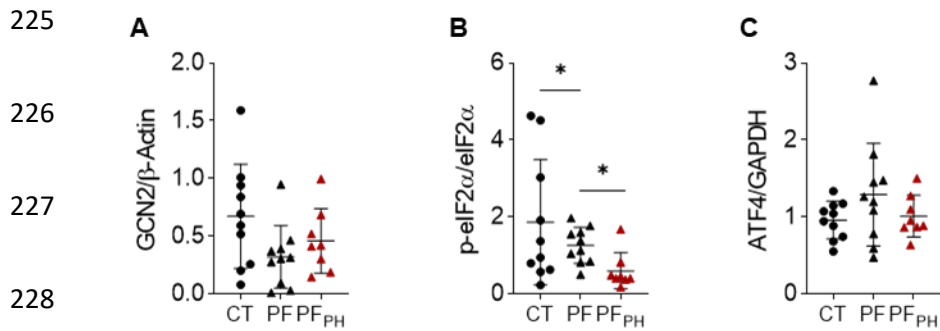 225
226
227
228
A
GCN2/β-Actin
2.0
1.5
1.0
0.5
0.0
CT PF PF_PH
B
*
*
p-eIF2α/eIF2α
6
4
2
0
CT PF PF_PH
C
ATF4/GAPDH
3
2
1
0
CT PF PF_PH